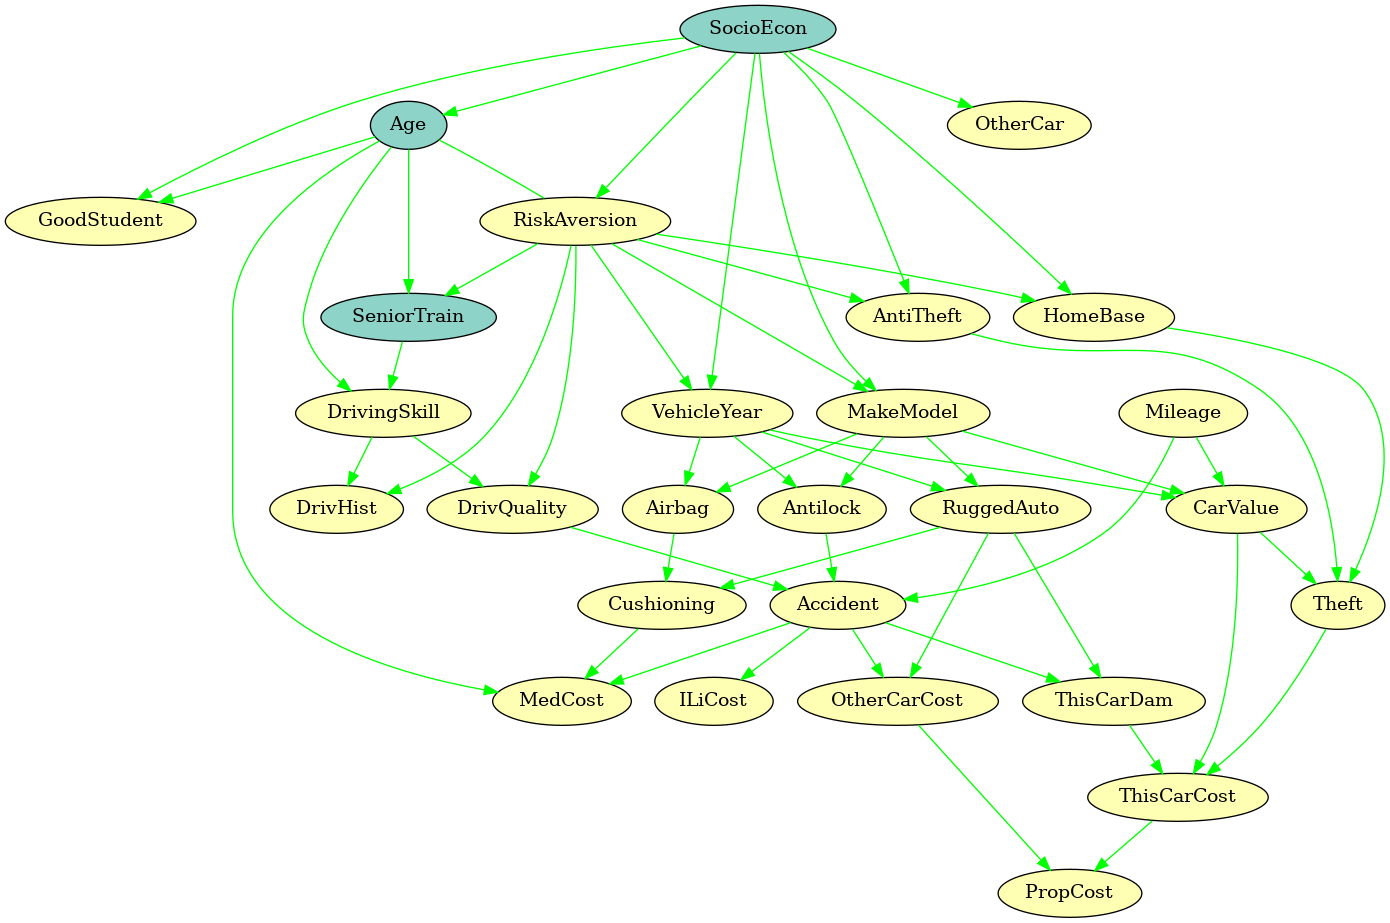 SocioEcon
Age
OtherCar
GoodStudent
RiskAversion
SeniorTrain
AntiTheft
HomeBase
DrivingSkill
VehicleYear
MakeModel
Mileage
DrivHist
DrivQuality
Airbag
Antilock
RuggedAuto
CarValue
Cushioning
Accident
Theft
MedCost
ILiCost
OtherCarCost
ThisCarDam
ThisCarCost
PropCost